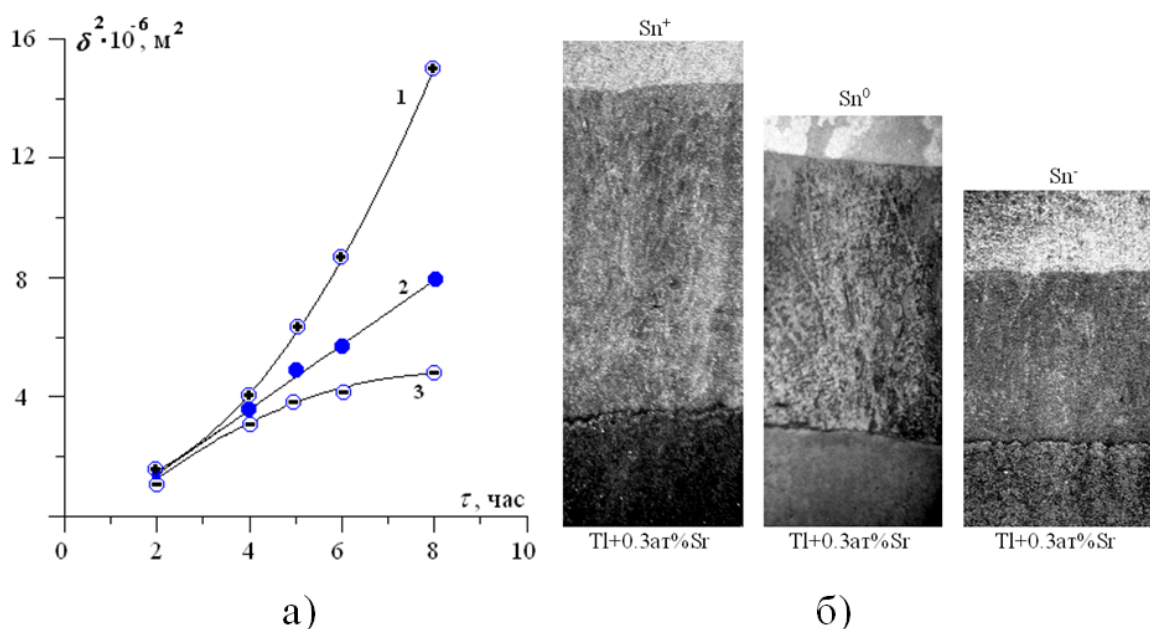 δ²·10⁻⁶, м²
16
12
8
4
1
2
3
τ, час
0
2
4
6
8
10
а)
Sn⁺
Sn⁰
Sn⁻
Tl+0.3ат%Sr
Tl+0.3ат%Sr
Tl+0.3ат%Sr
б)